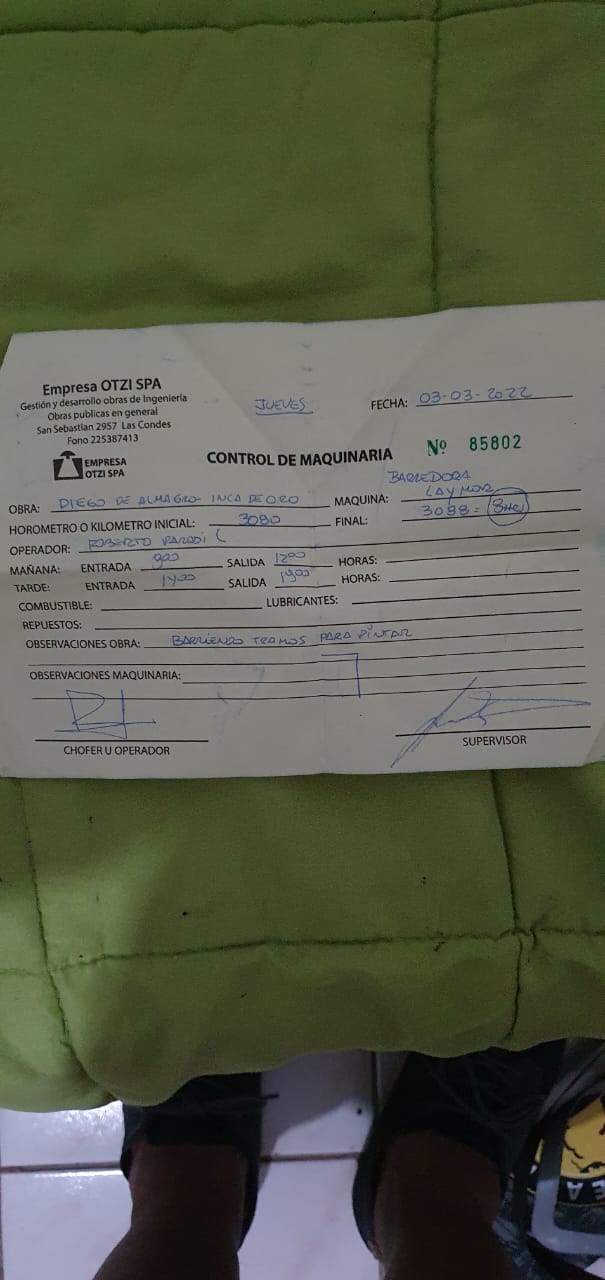 Empresa OTZI SPA
Gestión y desarrollo obras de Ingeniería
Obras publicas en general
San Sebastian 2957 Las Condes
Fono 225387413
EMPRESA
OTZI SPA
JUEVES
FECHA: 03-03-2022
CONTROL DE MAQUINARIA
Nº 85802
OBRA: DIEGO DE ALMAGRO - INCA DE ORO
MAQUINA: BARREDORA
LAYMOR
HOROMETRO O KILOMETRO INICIAL: 3080
FINAL: 3088 = 8Hrs
OPERADOR: ROBERTO PARODI C
MAÑANA: ENTRADA 900 SALIDA 1200 HORAS:
TARDE: ENTRADA 1400 SALIDA 1900 HORAS:
COMBUSTIBLE: LUBRICANTES:
REPUESTOS:
OBSERVACIONES OBRA: BARRIENDO TRAMOS PARA PINTAR
OBSERVACIONES MAQUINARIA:
CHOFER U OPERADOR
SUPERVISOR